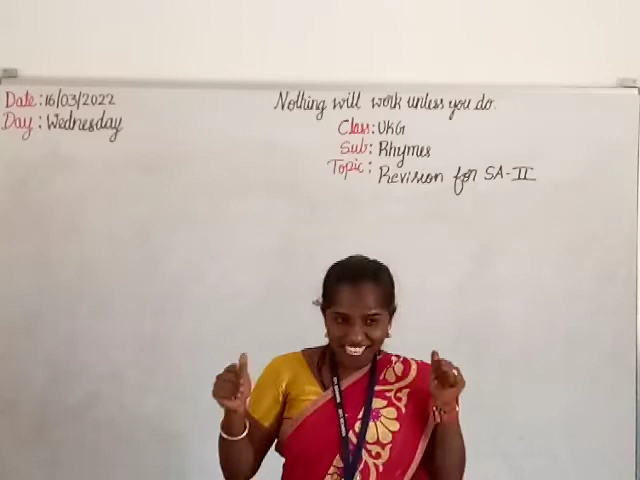 Date: 16/03/2022
Day: Wednesday
Nothing will work unless you do.
Class: UKG
Sub: Rhymes
Topic: Revision for SA-II